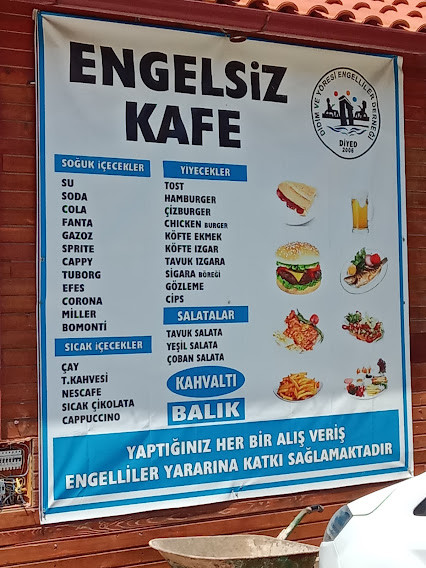 ENGELSiZ
KAFE
DİDİM VE YÖRESİ ENGELLİLER DERNEĞİ
DİYED
2006
SOĞUK İÇECEKLER
SU
SODA
COLA
FANTA
GAZOZ
SPRITE
CAPPY
TUBORG
EFES
CORONA
MİLLER
BOMONTİ
SICAK İÇECEKLER
ÇAY
T.KAHVESİ
NESCAFE
SICAK ÇİKOLATA
CAPPUCCINO
YİYECEKLER
TOST
HAMBURGER
ÇIZBURGER
CHICKEN BURGER
KÖFTE EKMEK
KÖFTE IZGAR
TAVUK IZGARA
SİGARA BÖREĞİ
GÖZLEME
CİPS
SALATALAR
TAVUK SALATA
YEŞİL SALATA
ÇOBAN SALATA
KAHVALTI
BALIK
YAPTIĞINIZ HER BİR ALIŞ VERİŞ
ENGELLİLER YARARINA KATKI SAĞLAMAKTADIR